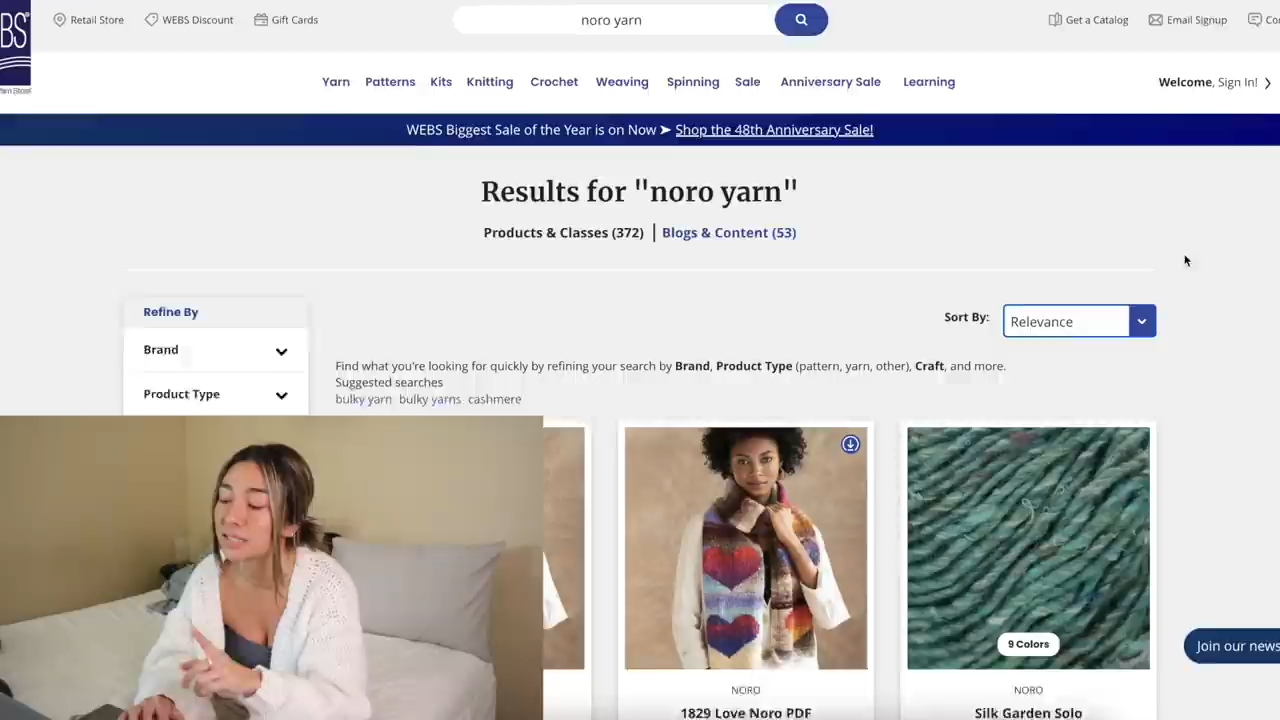 BS®
Yarn Store
Retail Store
WEBS Discount
Gift Cards
noro yarn
Get a Catalog
Email Signup
Co
Yarn Patterns Kits Knitting Crochet Weaving Spinning Sale Anniversary Sale Learning
Welcome, Sign In!
WEBS Biggest Sale of the Year is on Now ➤ Shop the 48th Anniversary Sale!
Results for "noro yarn"
Products & Classes (372) | Blogs & Content (53)
Refine By
Brand
Product Type
Sort By: Relevance
Find what you're looking for quickly by refining your search by Brand, Product Type (pattern, yarn, other), Craft, and more.
Suggested searches
bulky yarn bulky yarns cashmere
9 Colors
Join our news
NORO
1829 Love Noro PDF
NORO
Silk Garden Solo